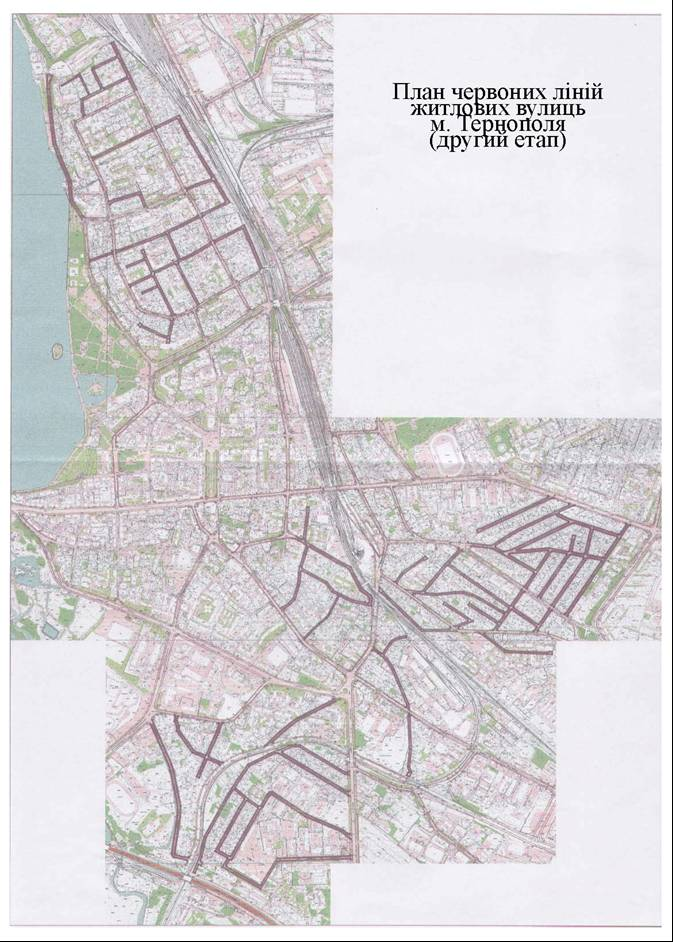 План червоних ліній
житлових вулиць
м. Тернополя
(другий етап)